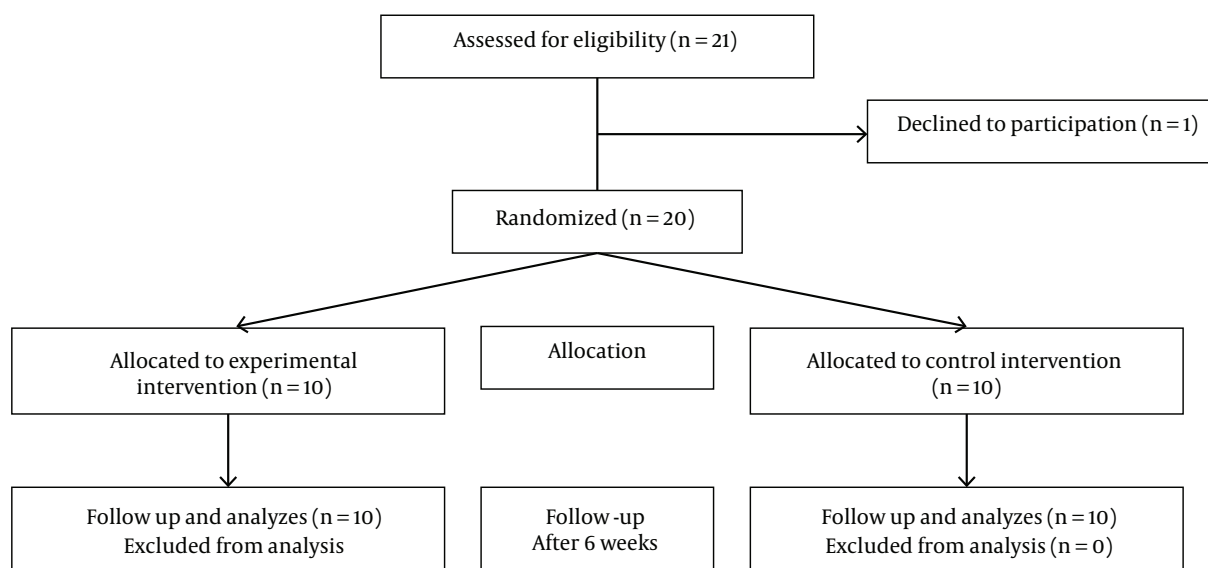 Assessed for eligibility (n = 21)
Declined to participation (n = 1)
Randomized (n = 20)
Allocated to experimental
intervention (n = 10)
Allocation
Allocated to control intervention
(n = 10)
Follow up and analyzes (n = 10)
Excluded from analysis
Follow -up
After 6 weeks
Follow up and analyzes (n = 10)
Excluded from analysis (n = 0)